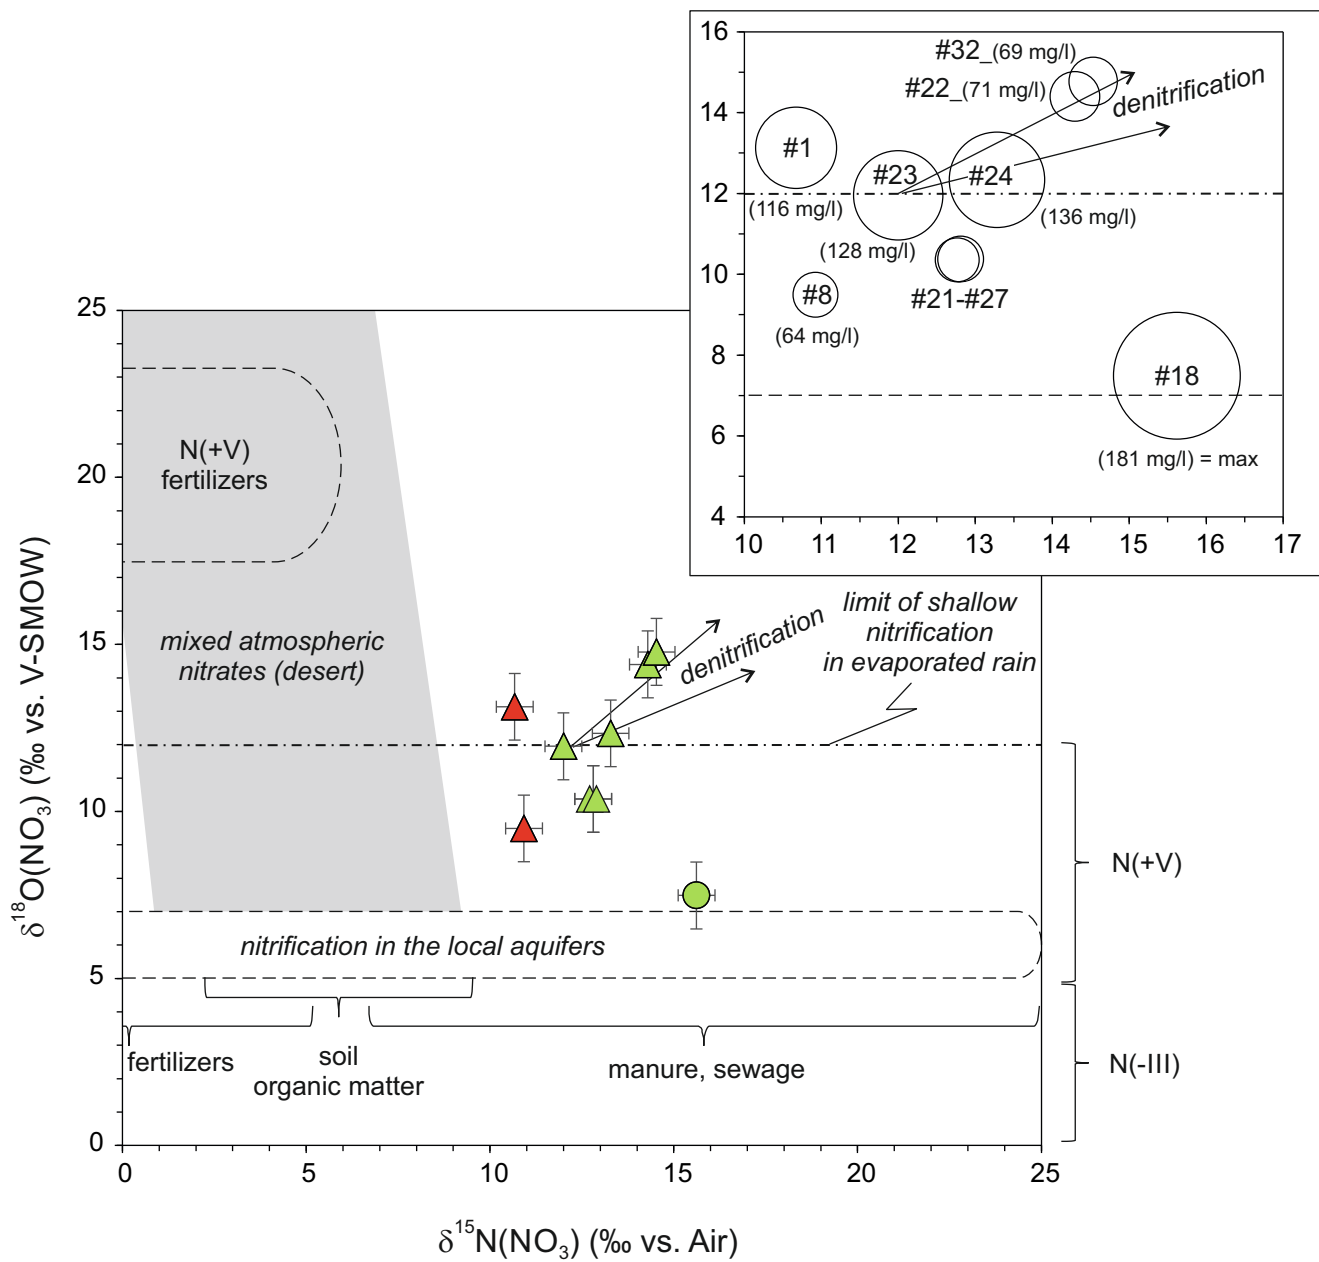 16
14
12
10
8
6
4
10
11
12
13
14
15
16
17
#32_(69 mg/l)
#22_(71 mg/l)
denitrification
#1
#23
#24
(116 mg/l)
(136 mg/l)
(128 mg/l)
#8
#21-#27
(64 mg/l)
#18
(181 mg/l) = max
25
20
15
10
5
0
δ¹⁸O(NO₃) (‰ vs. V-SMOW)
N(+V)
fertilizers
mixed atmospheric
nitrates (desert)
denitrification
limit of shallow
nitrification
in evaporated rain
nitrification in the local aquifers
fertilizers
soil
organic matter
manure, sewage
N(+V)
N(-III)
0
5
10
15
20
25
δ¹⁵N(NO₃) (‰ vs. Air)